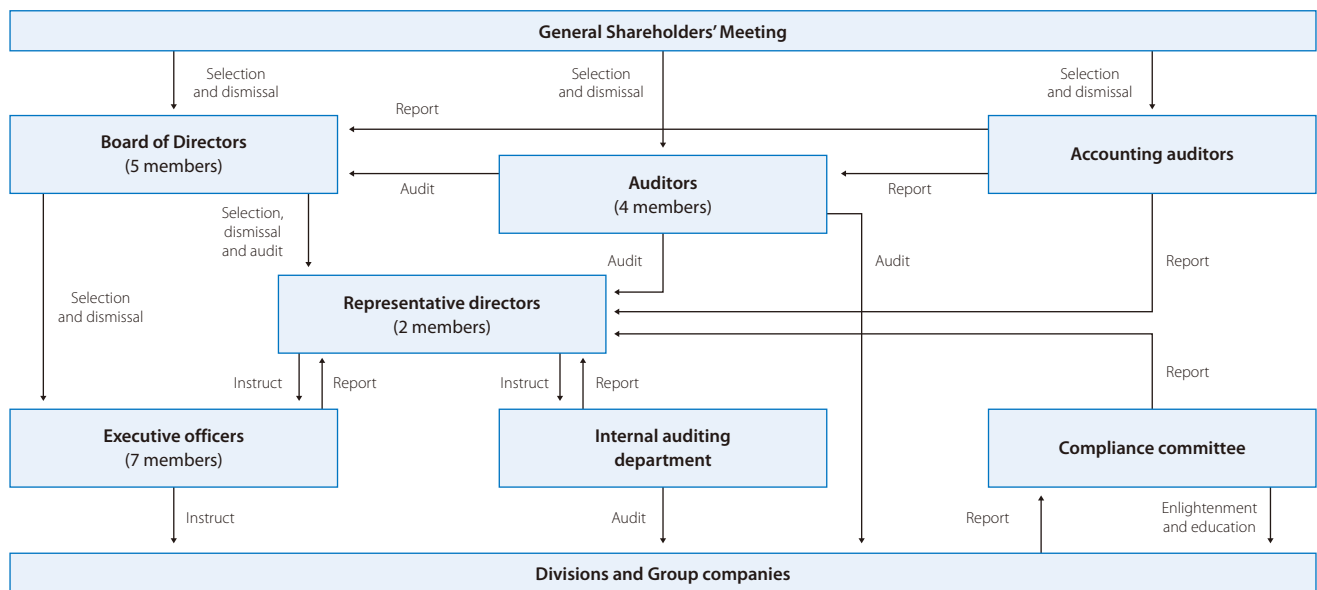 General Shareholders' Meeting
Selection
and dismissal
Selection
and dismissal
Selection
and dismissal
Report
Board of Directors
(5 members)
Accounting auditors
Auditors
(4 members)
Audit
Report
Selection,
dismissal
and audit
Audit
Audit
Report
Representative directors
(2 members)
Selection
and dismissal
Report
Instruct
Report
Instruct
Report
Executive officers
(7 members)
Internal auditing
department
Compliance committee
Instruct
Audit
Report
Enlightenment
and education
Divisions and Group companies